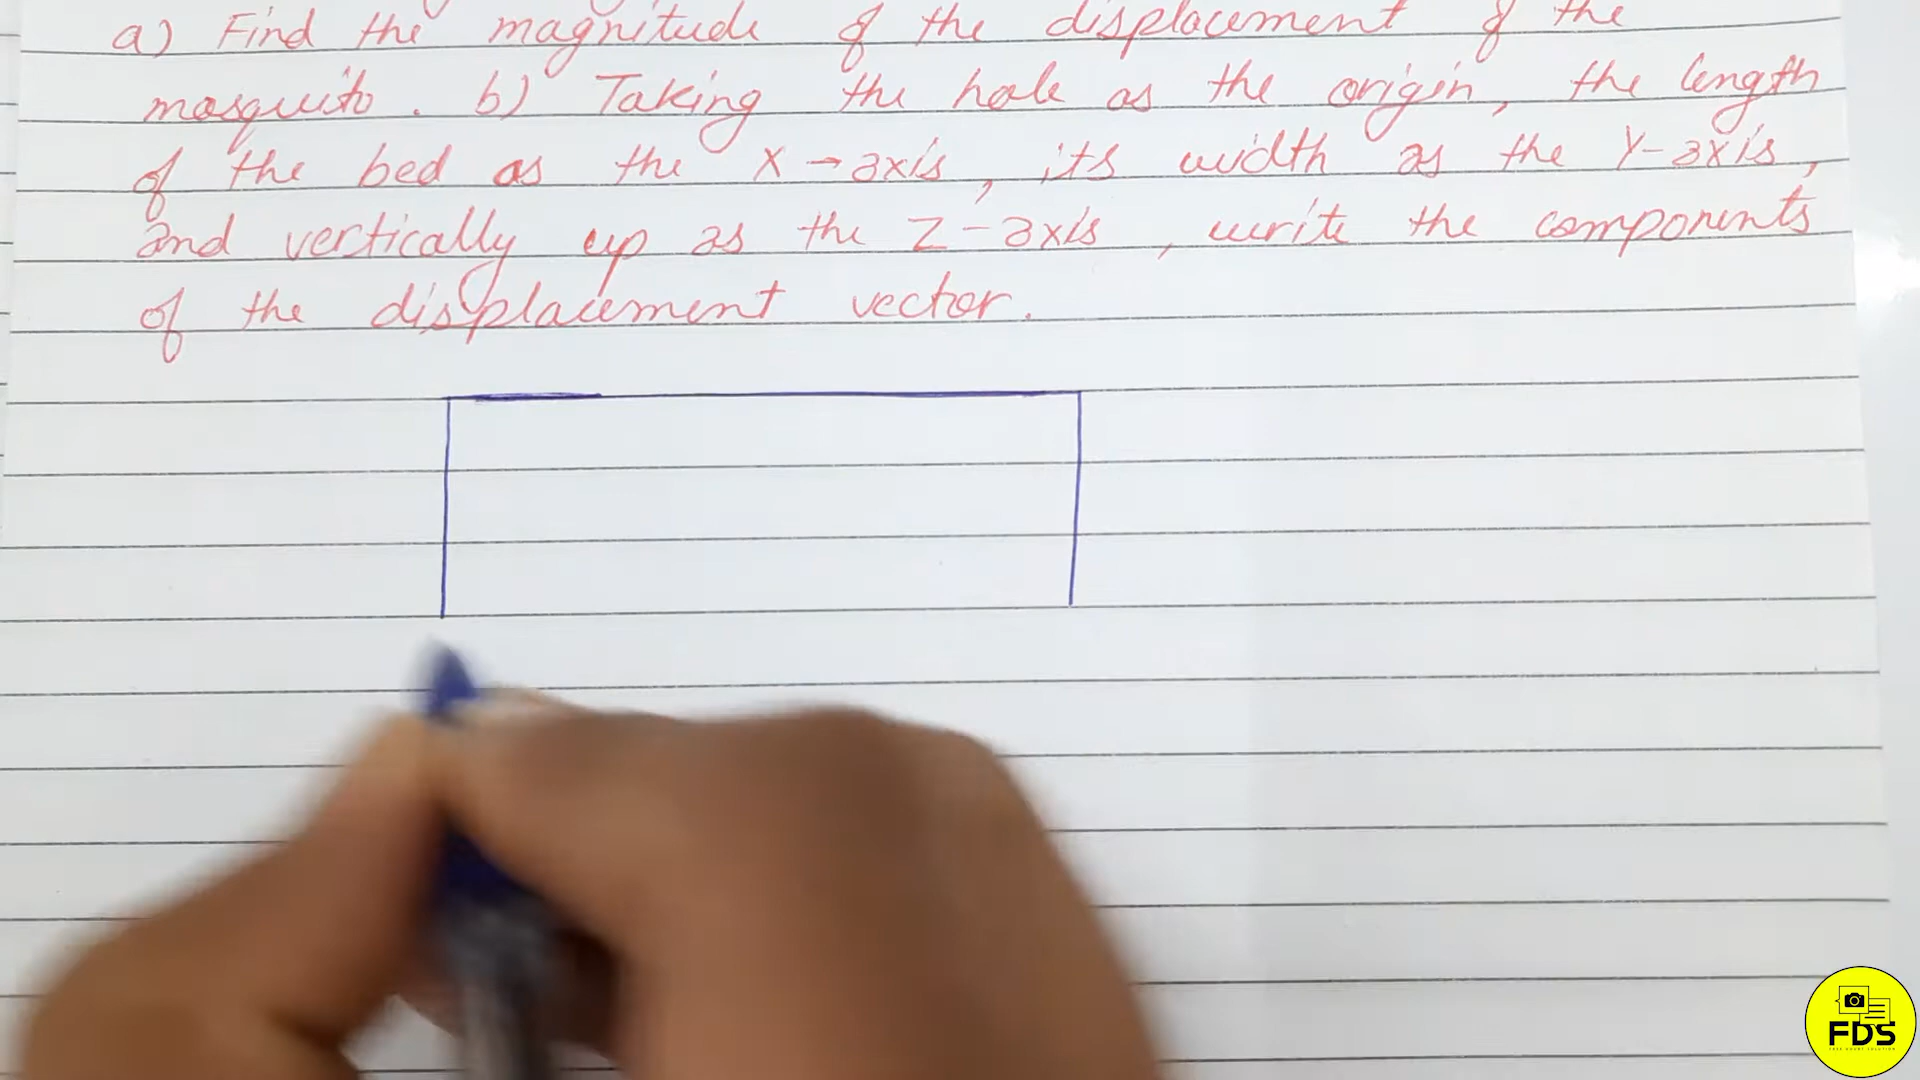 a) Find the magnitude of the displacement of the
mosquito. b) Taking the hole as the origin, the length
of the bed as the X-axis, its width as the Y-axis,
and vertically up as the Z-axis, write the components
of the displacement vector.
FDS